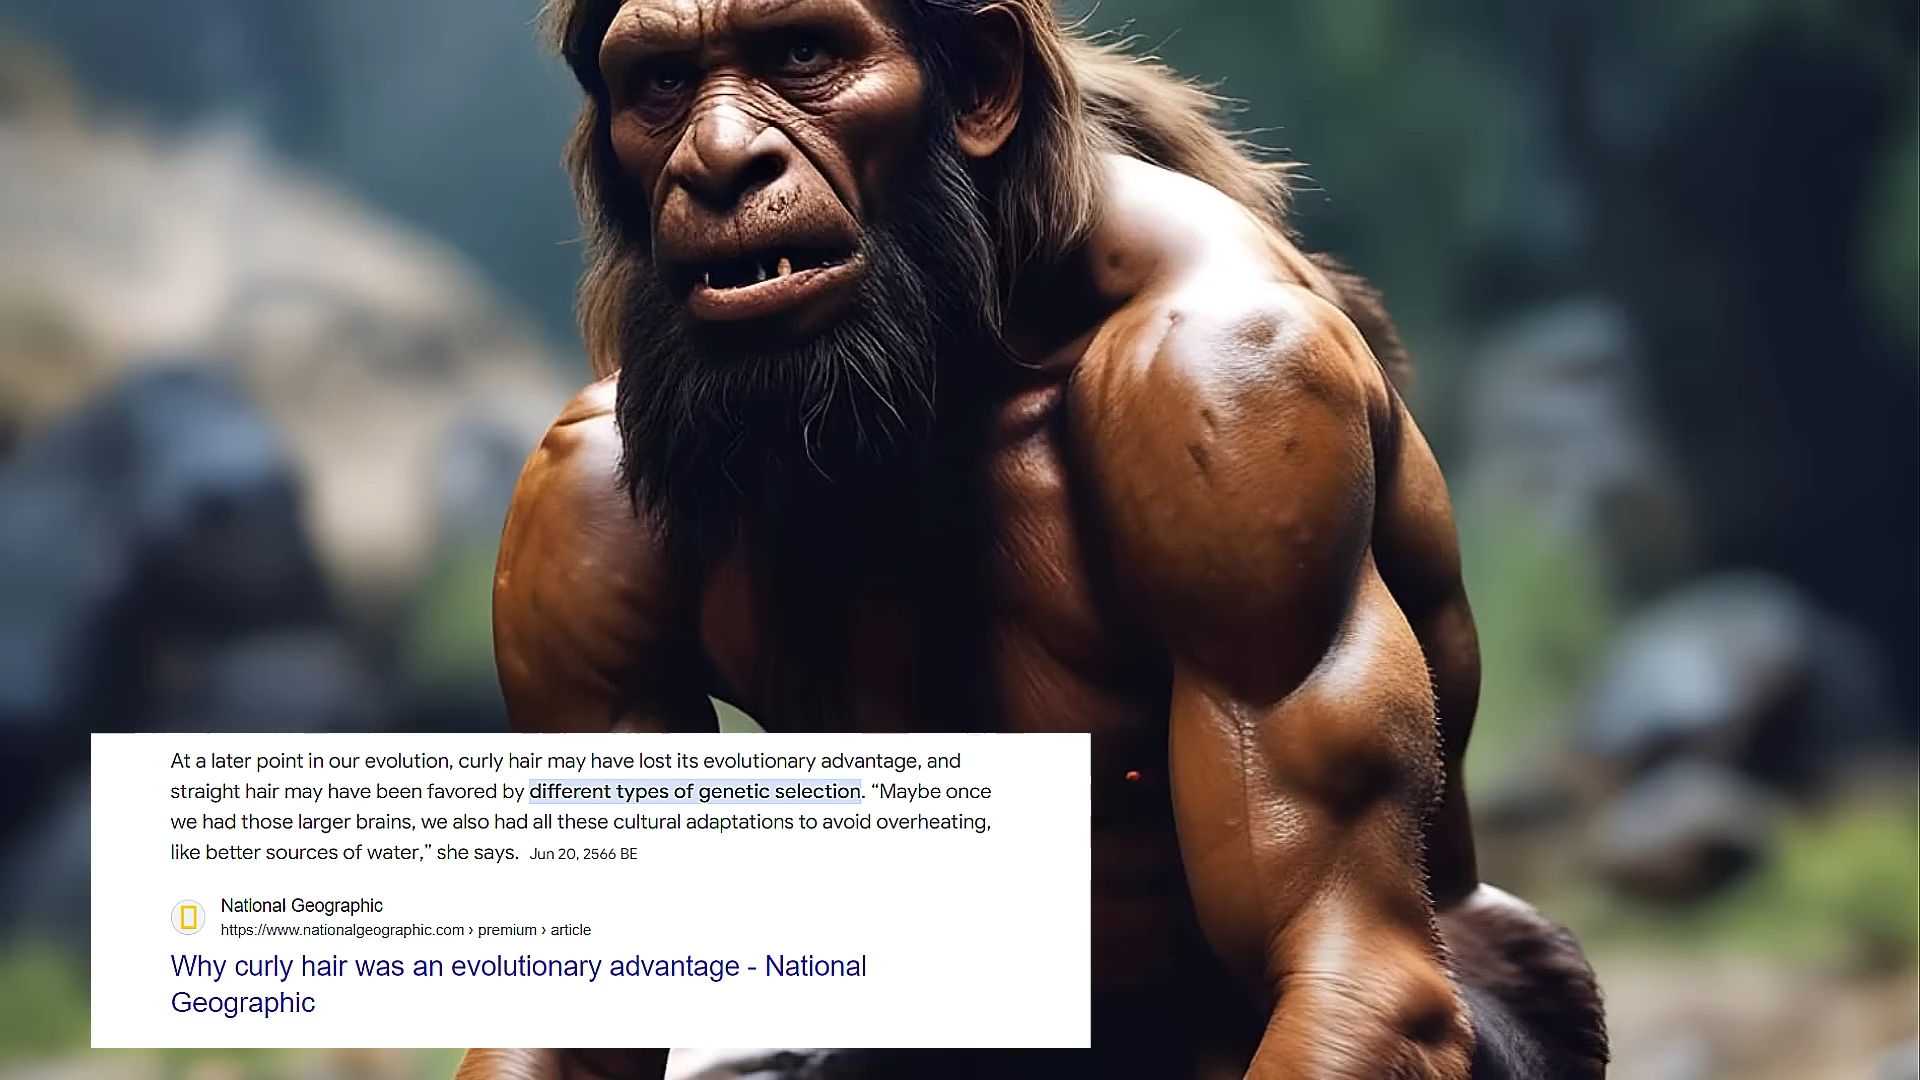 At a later point in our evolution, curly hair may have lost its evolutionary advantage, and
straight hair may have been favored by different types of genetic selection. “Maybe once
we had those larger brains, we also had all these cultural adaptations to avoid overheating,
like better sources of water,” she says. Jun 20, 2566 BE
National Geographic
https://www.nationalgeographic.com › premium › article
Why curly hair was an evolutionary advantage - National
Geographic